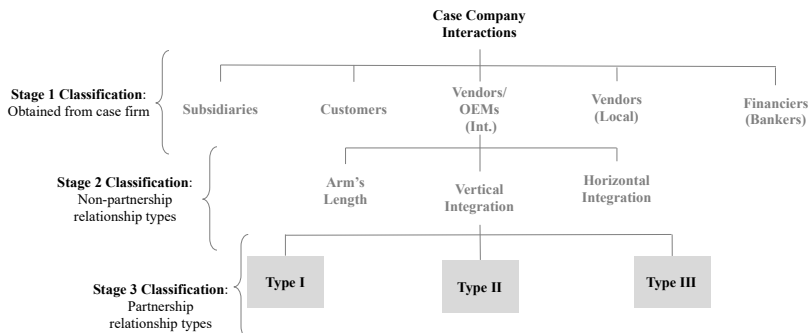 Case Company
Interactions
Stage 1 Classification:
Obtained from case firm
Subsidiaries
Customers
Vendors/
OEMs
(Int.)
Vendors
(Local)
Financiers
(Bankers)
Stage 2 Classification:
Non-partnership
relationship types
Arm's
Length
Vertical
Integration
Horizontal
Integration
Stage 3 Classification:
Partnership
relationship types
Type I
Type II
Type III